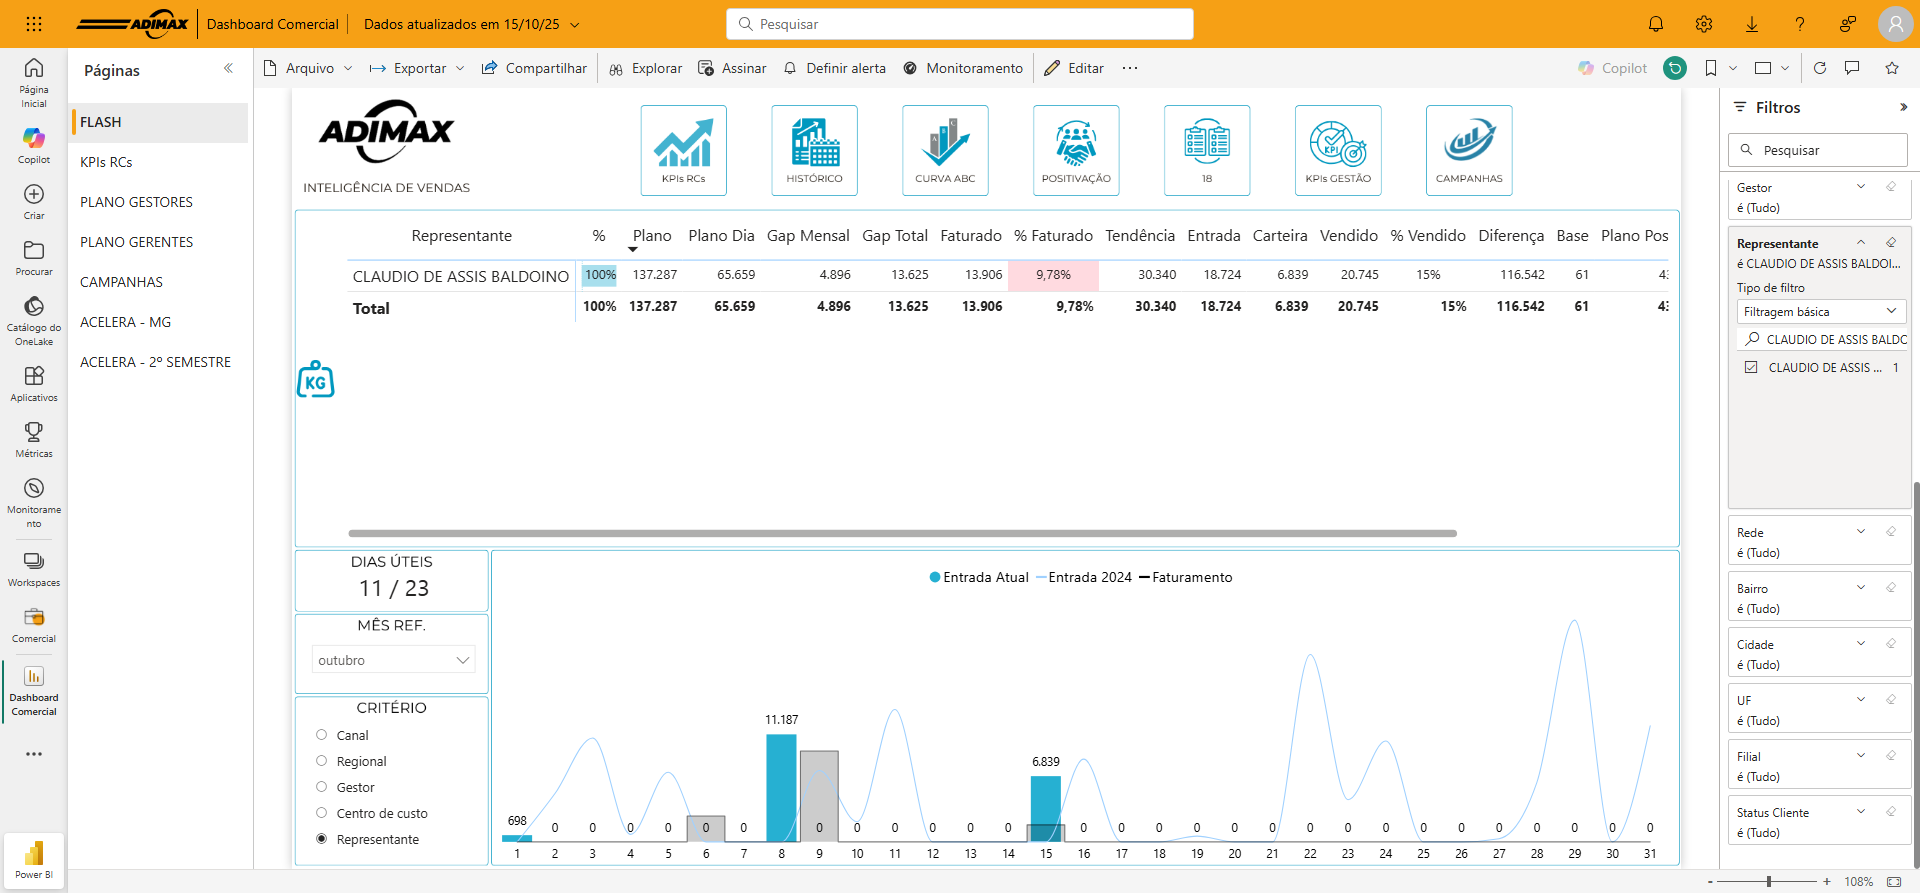 ADIMAX Dashboard Comercial Dados atualizados em 15/10/25
Pesquisar
Página Inicial
Copilot
Criar
Procurar
Catálogo do OneLake
Aplicativos
Métricas
Monitoramento
Workspaces
Comercial
Dashboard Comercial
Power BI
Páginas
FLASH
KPIs RCs
PLANO GESTORES
PLANO GERENTES
CAMPANHAS
ACELERA - MG
ACELERA - 2º SEMESTRE
Arquivo Exportar Compartilhar Explorar Assinar Definir alerta Monitoramento Editar Copilot
ADIMAX
INTELIGÊNCIA DE VENDAS
KPIs RCs HISTÓRICO CURVA ABC POSITIVAÇÃO 18 KPIs GESTÃO CAMPANHAS
A B C
KPI
Representante % Plano Plano Dia Gap Mensal Gap Total Faturado % Faturado Tendência Entrada Carteira Vendido % Vendido Diferença Base Plano Pos
CLAUDIO DE ASSIS BALDOINO 100% 137.287 65.659 4.896 13.625 13.906 9,78% 30.340 18.724 6.839 20.745 15% 116.542 61
Total 100% 137.287 65.659 4.896 13.625 13.906 9,78% 30.340 18.724 6.839 20.745 15% 116.542 61
KG
DIAS ÚTEIS
11 / 23
MÊS REF.
outubro
CRITÉRIO
Canal
Regional
Gestor
Centro de custo
Representante
Entrada Atual Entrada 2024 Faturamento
11.187
6.839
698 0 0 0 0 0 0 0 0 0 0 0 0 0 0 0 0 0 0 0 0 0 0 0 0 0 0 0 0
1 2 3 4 5 6 7 8 9 10 11 12 13 14 15 16 17 18 19 20 21 22 23 24 25 26 27 28 29 30 31
Filtros
Pesquisar
Gestor
é (Tudo)
Representante
é CLAUDIO DE ASSIS BALDOI...
Tipo de filtro
Filtragem básica
CLAUDIO DE ASSIS BALDO
CLAUDIO DE ASSIS ... 1
Rede
é (Tudo)
Bairro
é (Tudo)
Cidade
é (Tudo)
UF
é (Tudo)
Filial
é (Tudo)
Status Cliente
é (Tudo)
- + 108%